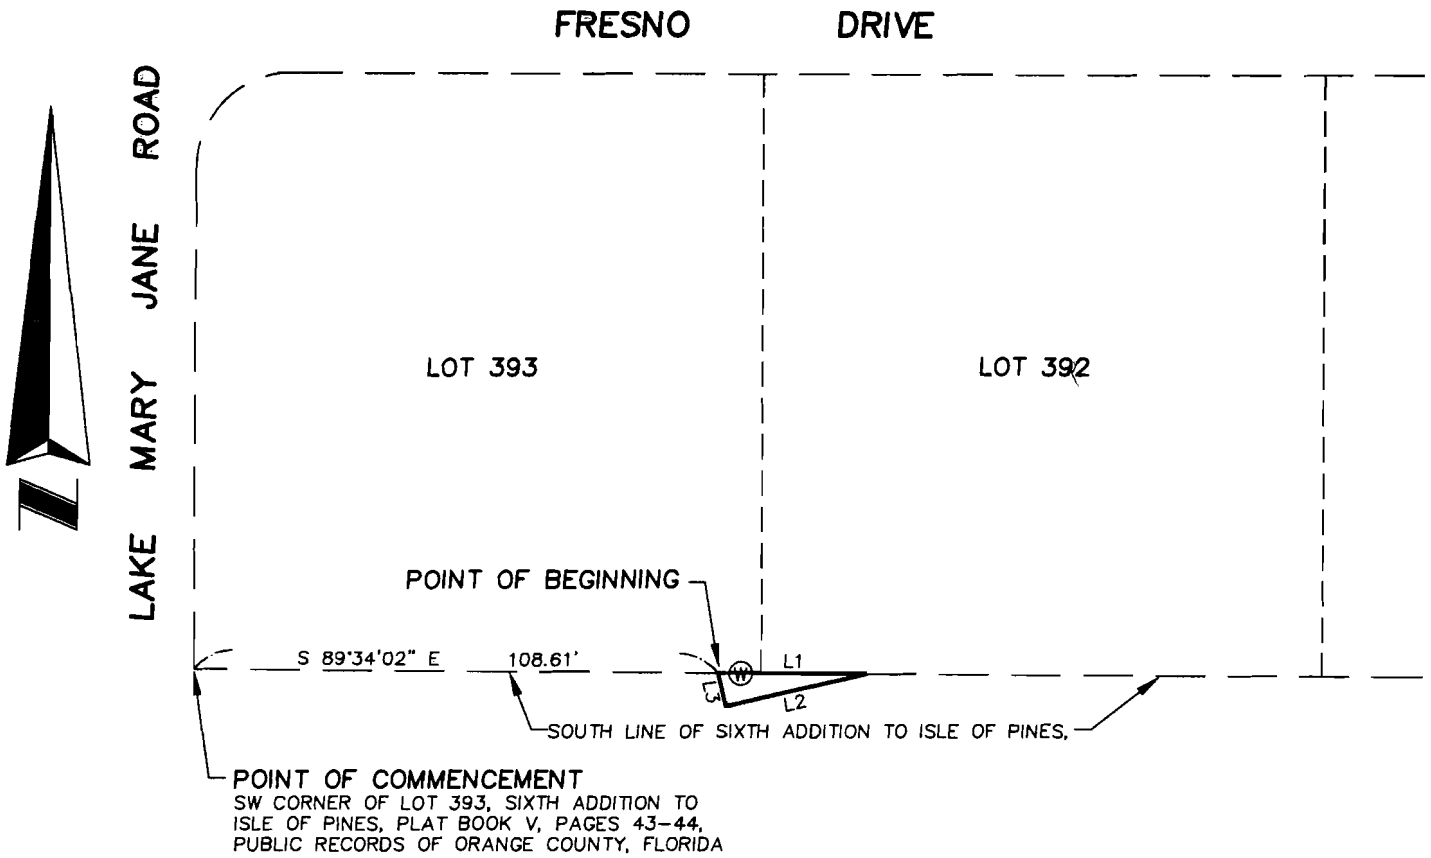 FRESNO DRIVE
LAKE MARY JANE ROAD
LOT 393
LOT 392
N
POINT OF BEGINNING
S 89°34'02" E 108.61'
W
L1
L3
L2
SOUTH LINE OF SIXTH ADDITION TO ISLE OF PINES,
POINT OF COMMENCEMENT
SW CORNER OF LOT 393, SIXTH ADDITION TO
ISLE OF PINES, PLAT BOOK V, PAGES 43-44,
PUBLIC RECORDS OF ORANGE COUNTY, FLORIDA